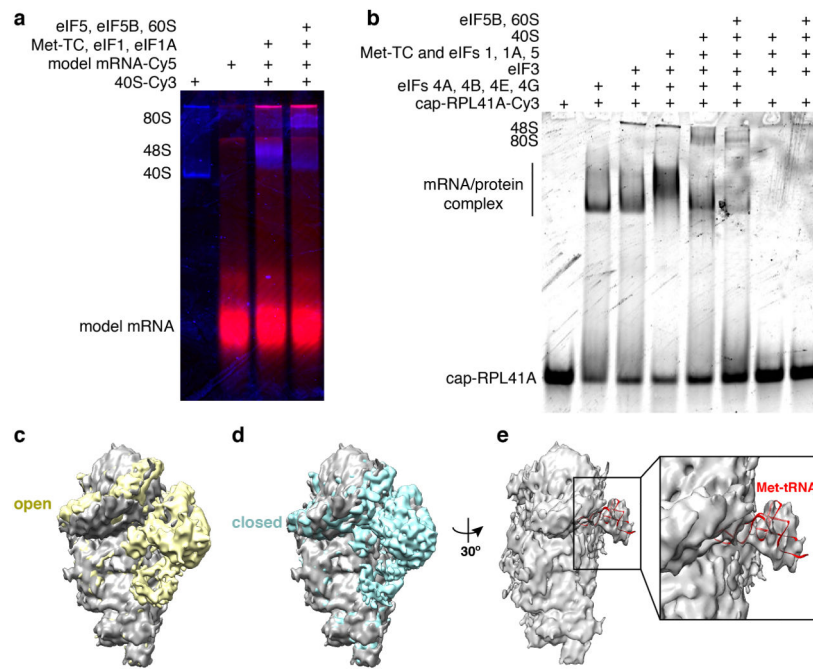 a
eIF5, eIF5B, 60S +
Met-TC, eIF1, eIF1A + +
model mRNA-Cy5 + + +
40S-Cy3 + + +
80S
48S
40S
model mRNA
b
eIF5B, 60S + +
40S + + + +
Met-TC and eIFs 1, 1A, 5 + + + + +
eIF3 + + + + + + +
eIFs 4A, 4B, 4E, 4G + + + + +
cap-RPL41A-Cy3 + + + + + + + +
48S
80S
mRNA/protein
complex
cap-RPL41A
c
open
d
closed
30º
e
Met-tRNA